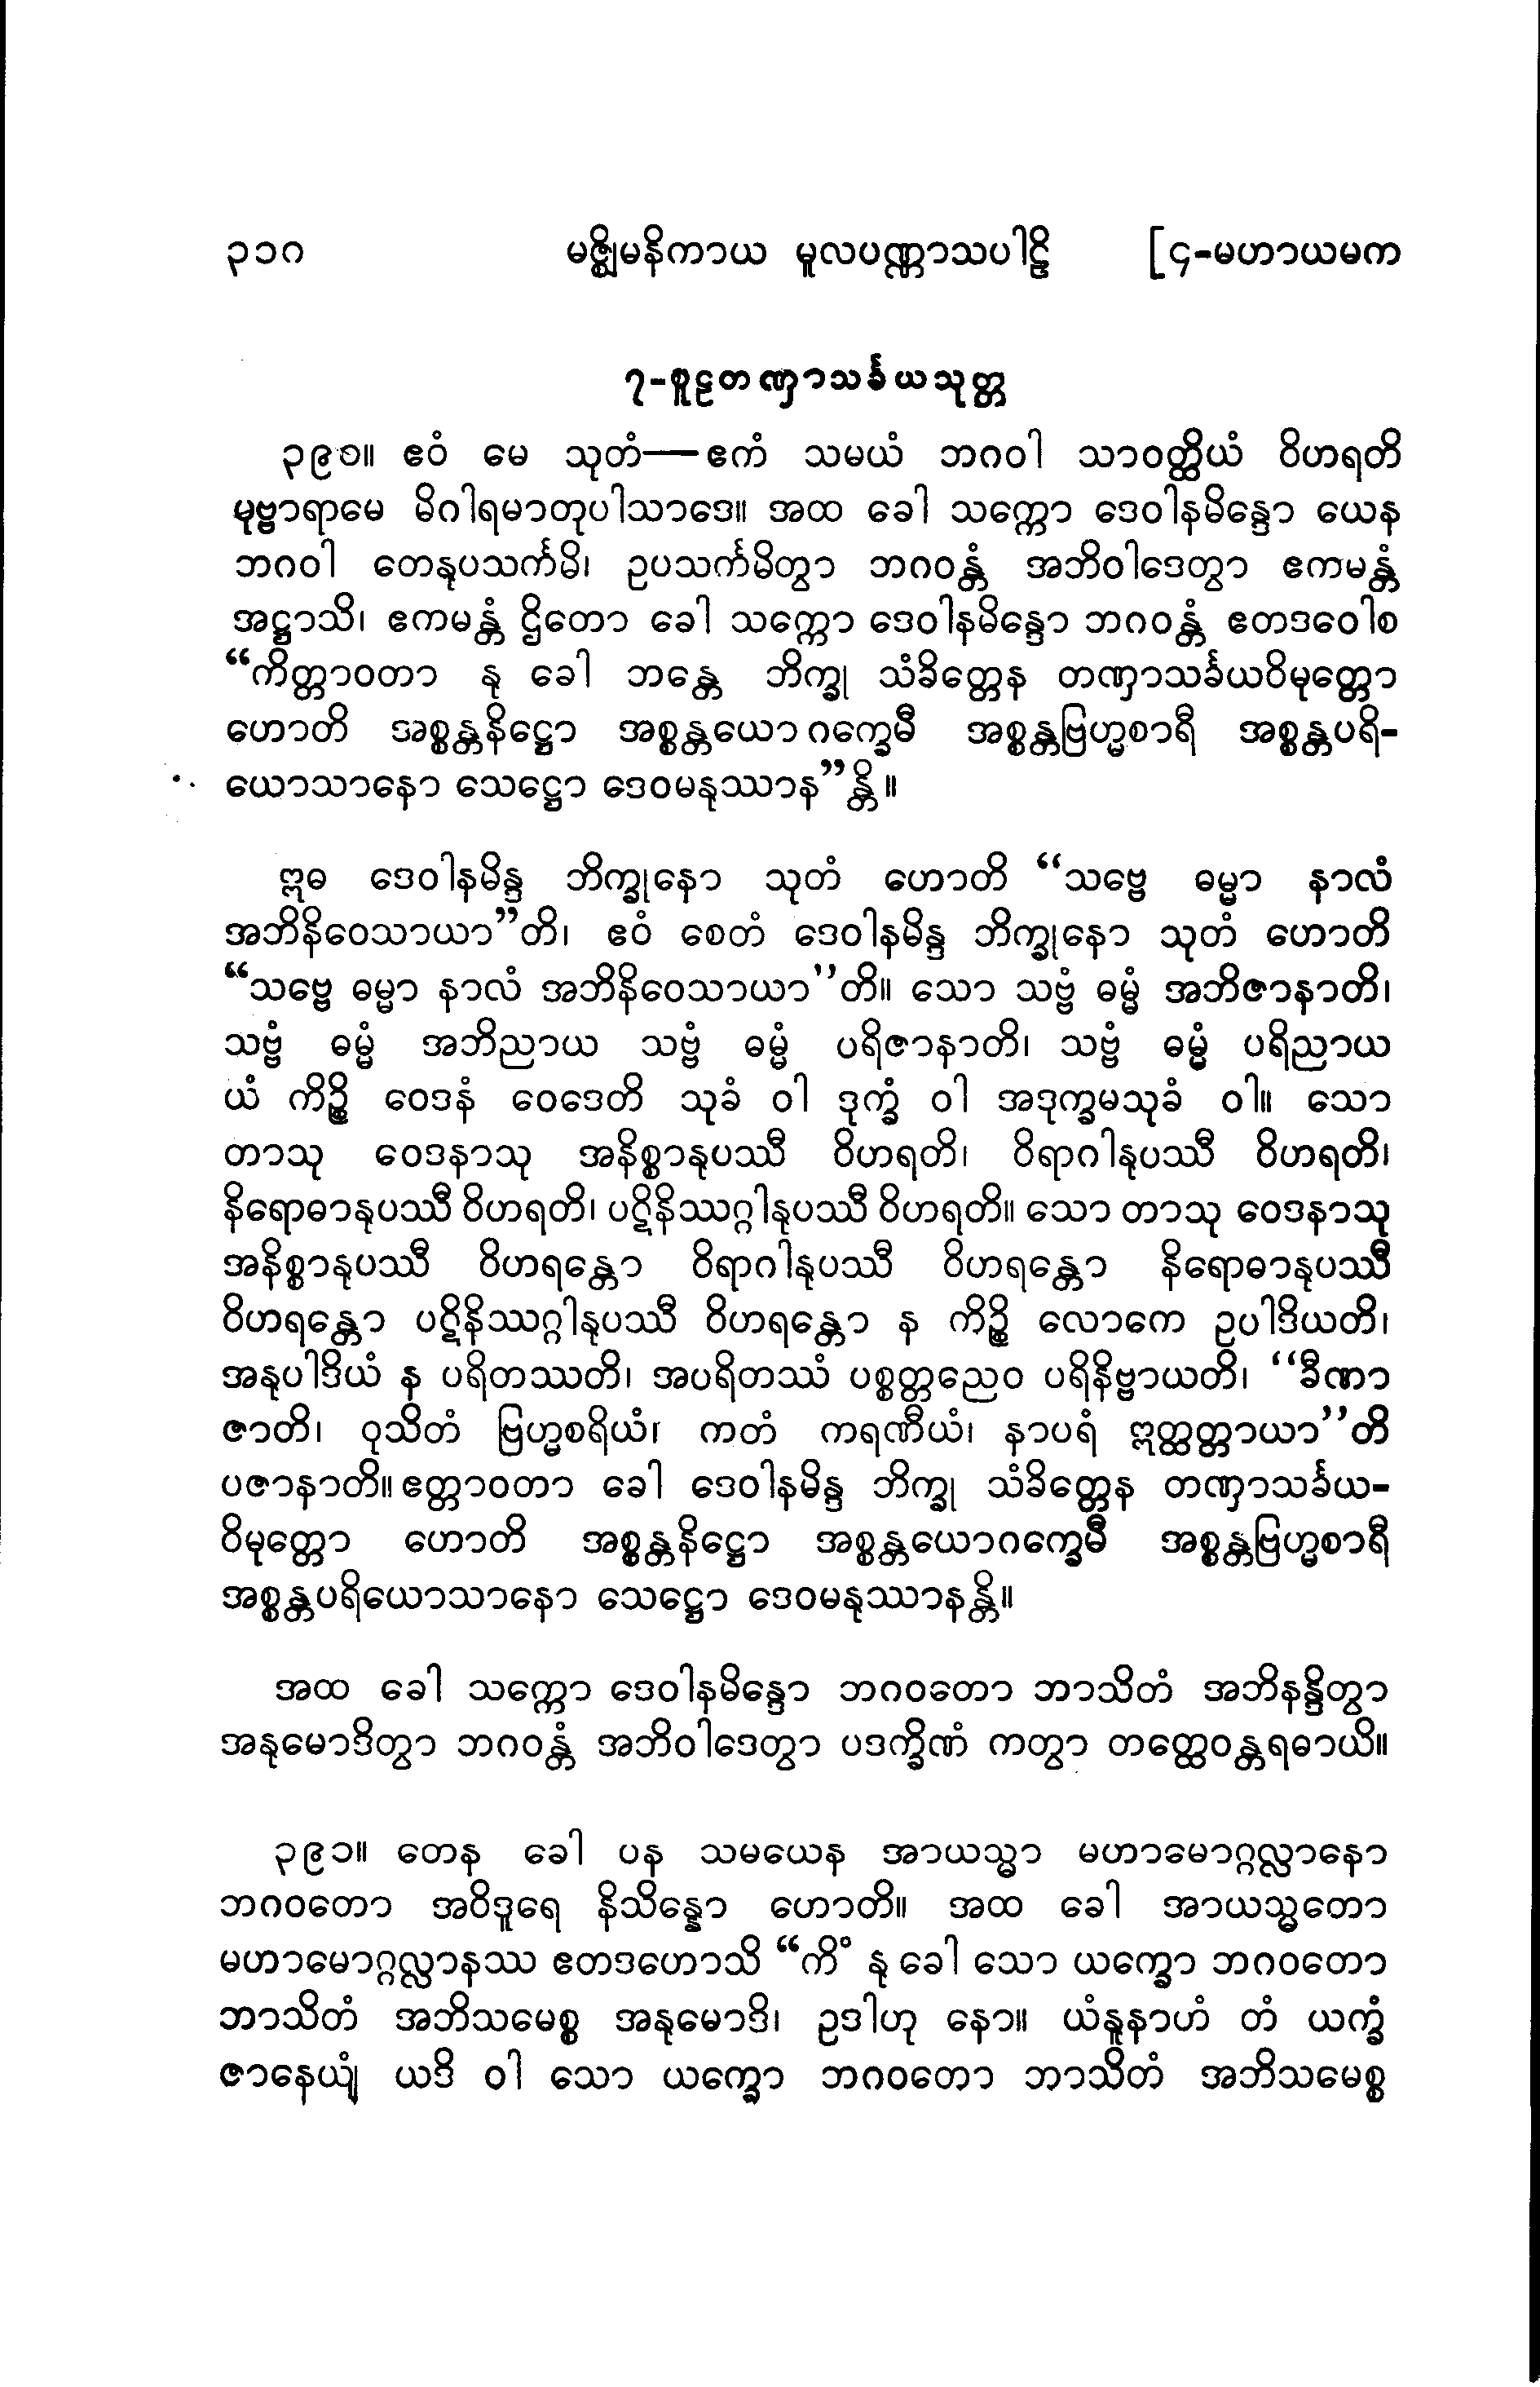 ၃၁၀ မဇ္ဈိမနိကာယ မူလပဏ္ဏာသပါဠိ [၄-မဟာယမက
၇-စူဠတဏှာသင်္ခယသုတ္တ
၃၉၀။ ဧဝံ မေ သုတံ—ဧကံ သမယံ ဘဂဝါ သာဝတ္ထိယံ ဝိဟရတိ
မုဗ္ဗာရာမေ မိဂါရမာတုပါသာဒေ။ အထ ခေါ သက္ကော ဒေဝါနမိန္ဒော ယေန
ဘဂဝါ တေနုပသင်္ကမိ၊ ဥပသင်္ကမိတွာ ဘဂဝန္တံ အဘိဝါဒေတွာ ဧကမန္တံ
အဋ္ဌာသိ၊ ဧကမန္တံ ဌိတော ခေါ သက္ကော ဒေဝါနမိန္ဒော ဘဂဝန္တံ ဧတဒဝေါစ
“ကိတ္တာဝတာ နု ခေါ ဘန္တေ ဘိက္ခု သံခိတ္တေန တဏှာသင်္ခယဝိမုတ္တော
ဟောတိ အစ္စန္တနိဋ္ဌော အစ္စန္တယောဂက္ခေမီ အစ္စန္တဗြဟ္မစာရီ အစ္စန္တပရိ-
ယောသာနော သေဋ္ဌော ဒေဝမနုဿာန”န္တိ။
ဣဓ ဒေဝါနမိန္ဒ ဘိက္ခုနော သုတံ ဟောတိ “သဗ္ဗေ ဓမ္မာ နာလံ
အဘိနိဝေသာယာ”တိ၊ ဧဝံ စေတံ ဒေဝါနမိန္ဒ ဘိက္ခုနော သုတံ ဟောတိ
“သဗ္ဗေ ဓမ္မာ နာလံ အဘိနိဝေသာယာ”တိ။ သော သဗ္ဗံ ဓမ္မံ အဘိဇာနာတိ၊
သဗ္ဗံ ဓမ္မံ အဘိညာယ သဗ္ဗံ ဓမ္မံ ပရိဇာနာတိ၊ သဗ္ဗံ ဓမ္မံ ပရိညာယ
ယံ ကိဉ္စိ ဝေဒနံ ဝေဒေတိ သုခံ ဝါ ဒုက္ခံ ဝါ အဒုက္ခမသုခံ ဝါ။ သော
တာသု ဝေဒနာသု အနိစ္စာနုပဿီ ဝိဟရတိ၊ ဝိရာဂါနုပဿီ ဝိဟရတိ၊
နိရောဓာနုပဿီ ဝိဟရတိ၊ ပဋိနိဿဂ္ဂါနုပဿီ ဝိဟရတိ။ သော တာသု ဝေဒနာသု
အနိစ္စာနုပဿီ ဝိဟရန္တော ဝိရာဂါနုပဿီ ဝိဟရန္တော နိရောဓာနုပဿီ
ဝိဟရန္တော ပဋိနိဿဂ္ဂါနုပဿီ ဝိဟရန္တော န ကိဉ္စိ လောကေ ဥပါဒိယတိ၊
အနုပါဒိယံ န ပရိတဿတိ၊ အပရိတဿံ ပစ္စတ္တညေဝ ပရိနိဗ္ဗာယတိ၊ “ခီဏာ
ဇာတိ၊ ဝုသိတံ ဗြဟ္မစရိယံ၊ ကတံ ကရဏီယံ၊ နာပရံ ဣတ္ထတ္တာယာ”တိ
ပဇာနာတိ။ ဧတ္တာဝတာ ခေါ ဒေဝါနမိန္ဒ ဘိက္ခု သံခိတ္တေန တဏှာသင်္ခယ-
ဝိမုတ္တော ဟောတိ အစ္စန္တနိဋ္ဌော အစ္စန္တယောဂက္ခေမီ အစ္စန္တဗြဟ္မစာရီ
အစ္စန္တပရိယောသာနော သေဋ္ဌော ဒေဝမနုဿာနန္တိ။
အထ ခေါ သက္ကော ဒေဝါနမိန္ဒော ဘဂဝတော ဘာသိတံ အဘိနန္ဒိတွာ
အနုမောဒိတွာ ဘဂဝန္တံ အဘိဝါဒေတွာ ပဒက္ခိဏံ ကတွာ တတ္ထေဝန္တရဓာယိ။
၃၉၁။ တေန ခေါ ပန သမယေန အာယသ္မာ မဟာမောဂ္ဂလ္လာနော
ဘဂဝတော အဝိဒူရေ နိသိန္နော ဟောတိ။ အထ ခေါ အာယသ္မတော
မဟာမောဂ္ဂလ္လာနဿ ဧတဒဟောသိ “ကိံ နု ခေါ သော ယက္ခော ဘဂဝတော
ဘာသိတံ အဘိသမေစ္စ အနုမောဒိ၊ ဥဒါဟု နော။ ယံနူနာဟံ တံ ယက္ခံ
ဇာနေယျံ ယဒိ ဝါ သော ယက္ခော ဘဂဝတော ဘာသိတံ အဘိသမေစ္စ